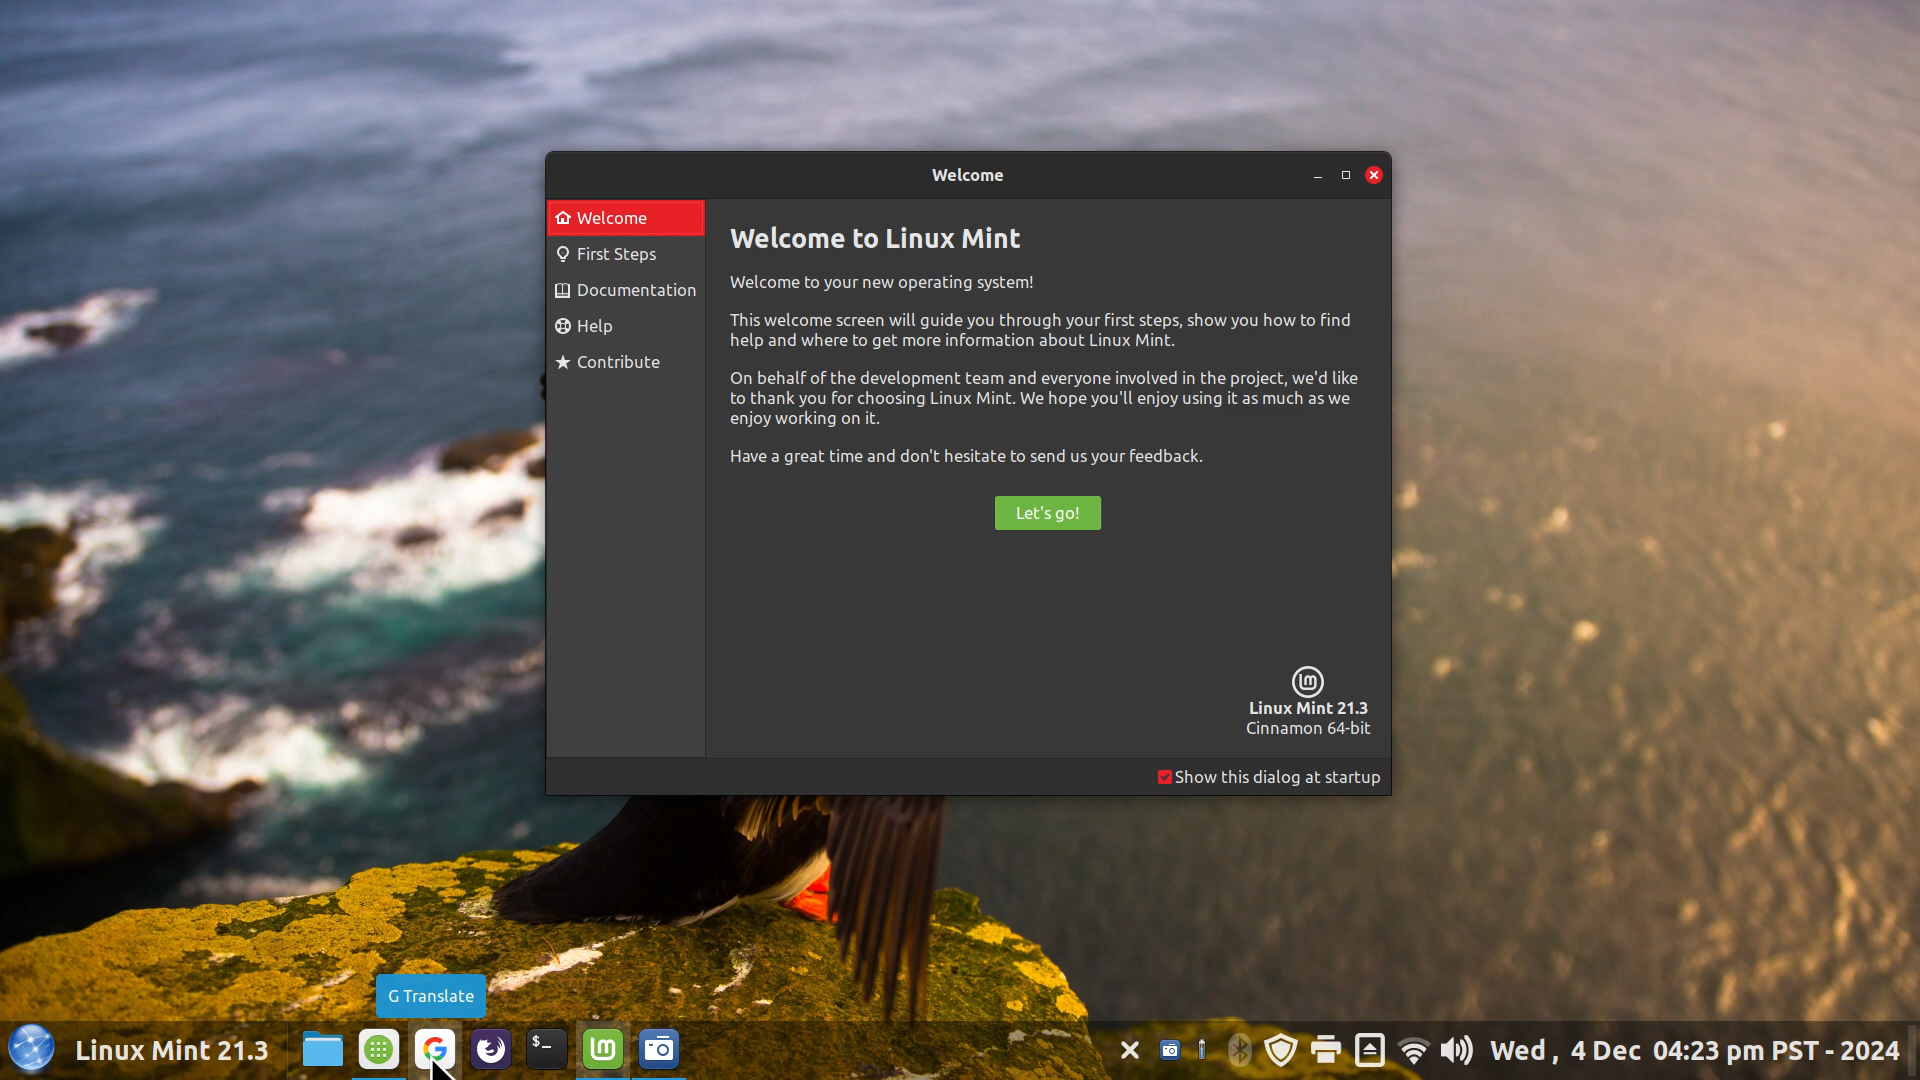 Welcome
Welcome
First Steps
Documentation
Help
Contribute
Welcome to Linux Mint
Welcome to your new operating system!
This welcome screen will guide you through your first steps, show you how to find
help and where to get more information about Linux Mint.
On behalf of the development team and everyone involved in the project, we'd like
to thank you for choosing Linux Mint. We hope you'll enjoy using it as much as we
enjoy working on it.
Have a great time and don't hesitate to send us your feedback.
Let's go!
Linux Mint 21.3
Cinnamon 64-bit
Show this dialog at startup
G Translate
Linux Mint 21.3
$_
Wed , 4 Dec 04:23 pm PST - 2024